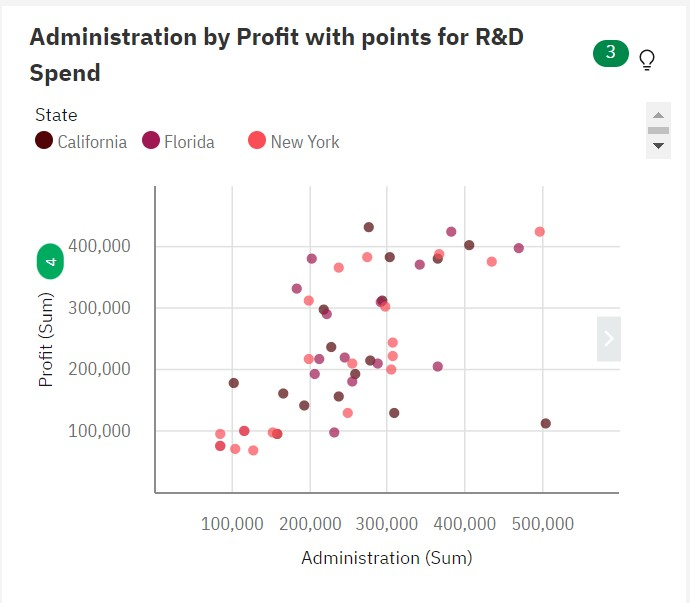 Administration by Profit with points for R&D
Spend
3
State
California Florida New York
4
Profit (Sum)
400,000
300,000
200,000
100,000
100,000 200,000 300,000 400,000 500,000
Administration (Sum)